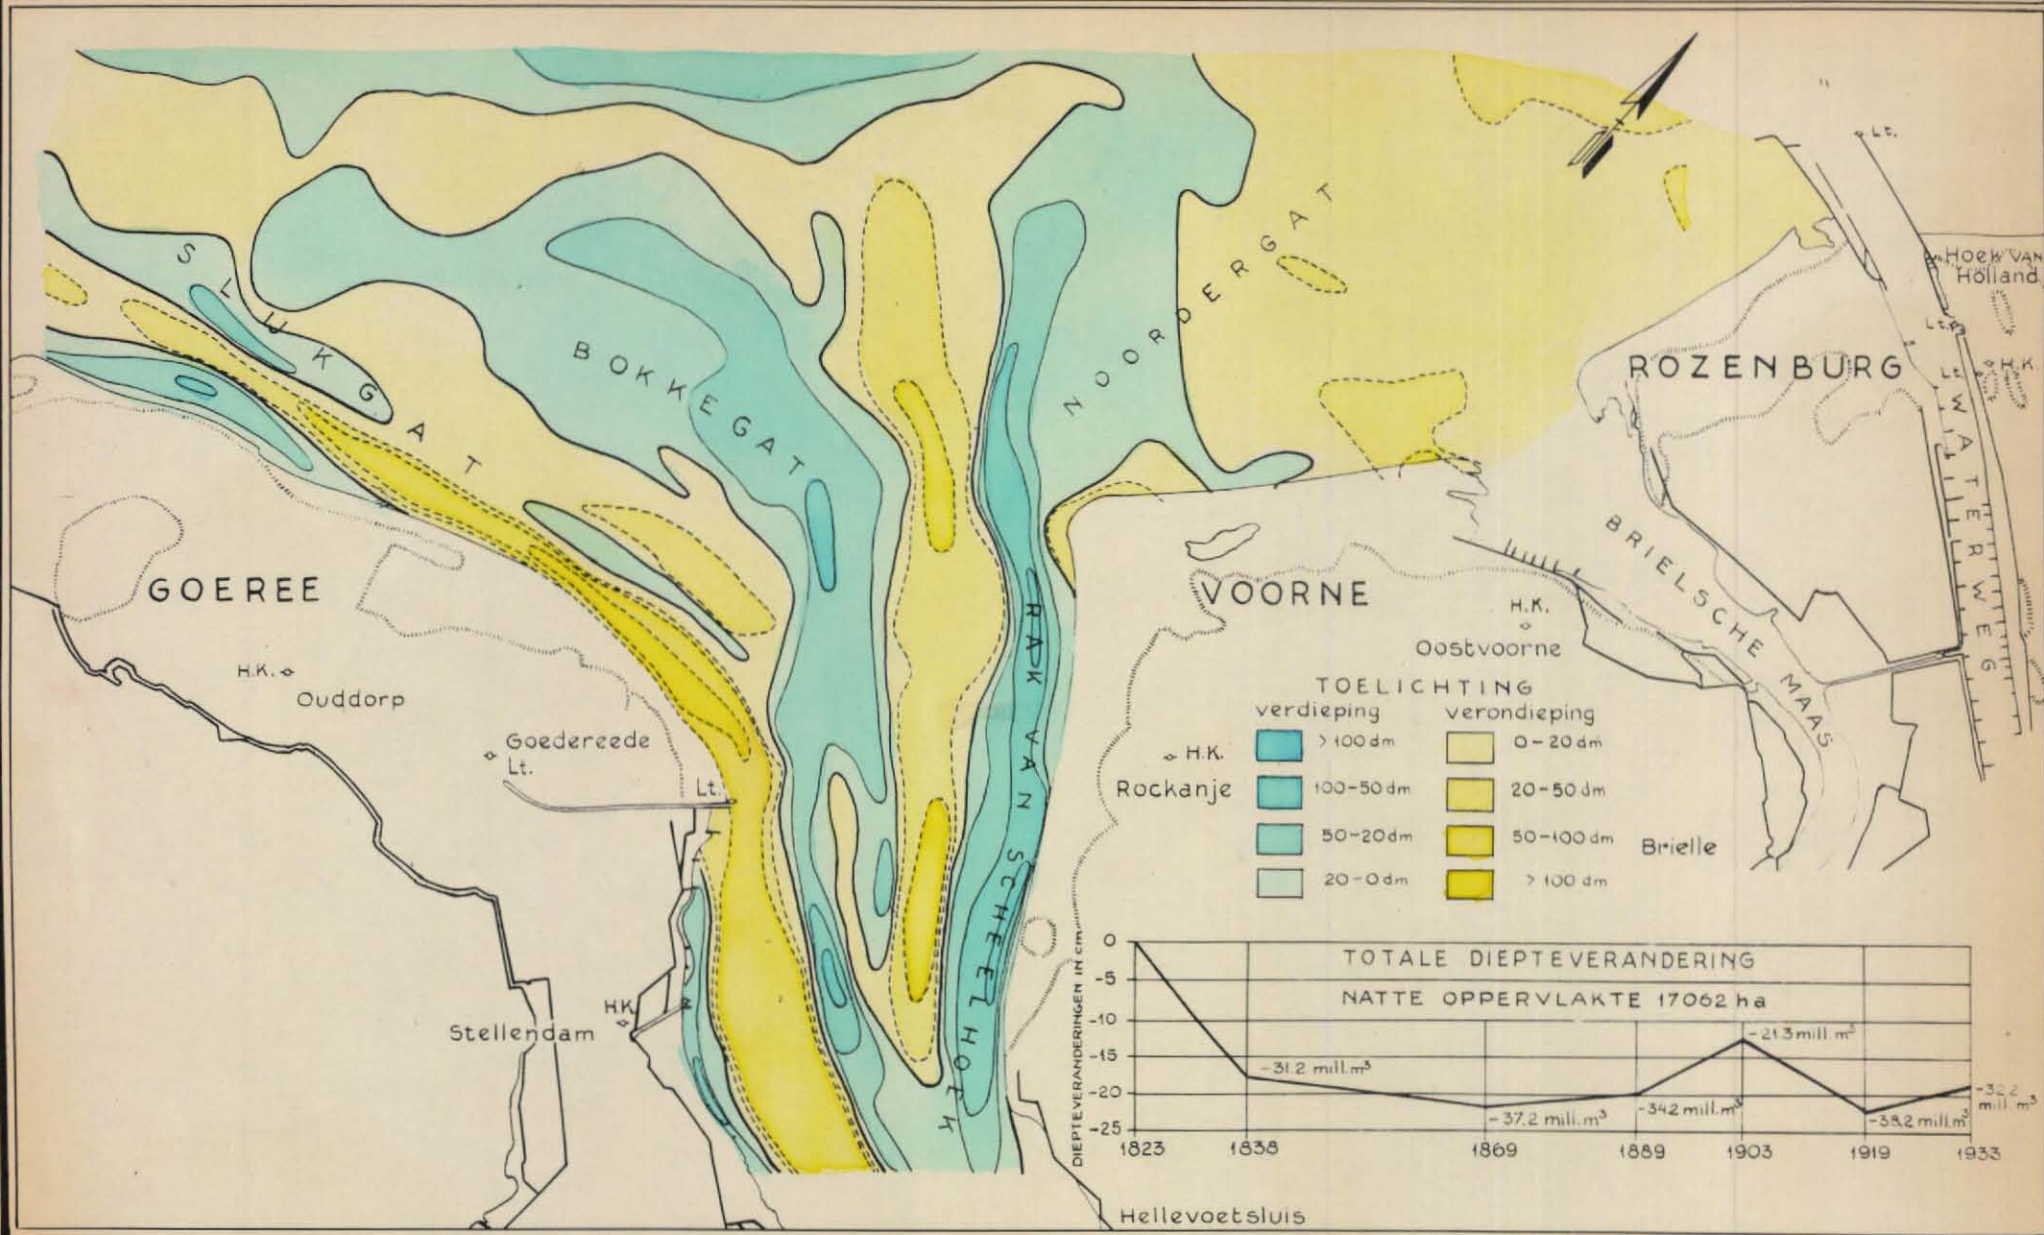 Lt.
Hoek van
Holland
Lt.
H.K.
Lt.
SLIJKGAT
BOKKEGAT
NOORDERGAT
ROZENBURG
WATERWEG
GOEREE
VOORNE
BRIELSCHE MAAS
H.K.
Oostvoorne
H.K.
Ouddorp
Goedereede
Lt.
Lt.
RAK VAN SCHEELHOEK
H.K.
Rockanje
TOELICHTING
verdieping verondieping
>100 dm 0-20 dm
100-50 dm 20-50 dm
50-20 dm 50-100 dm
20-0 dm >100 dm
Brielle
H.K.
Stellendam
Hellevoetsluis
DIEPTEVERANDERINGEN IN cm
TOTALE DIEPTEVERANDERING
NATTE OPPERVLAKTE 17062 ha
0
-5
-10
-15
-20
-25
-31.2 mill. m³
-37.2 mill. m³
-34.2 mill. m³
-21.3 mill. m³
-38.2 mill. m³
-32.2
mill. m³
1823 1838 1869 1889 1903 1919 1933